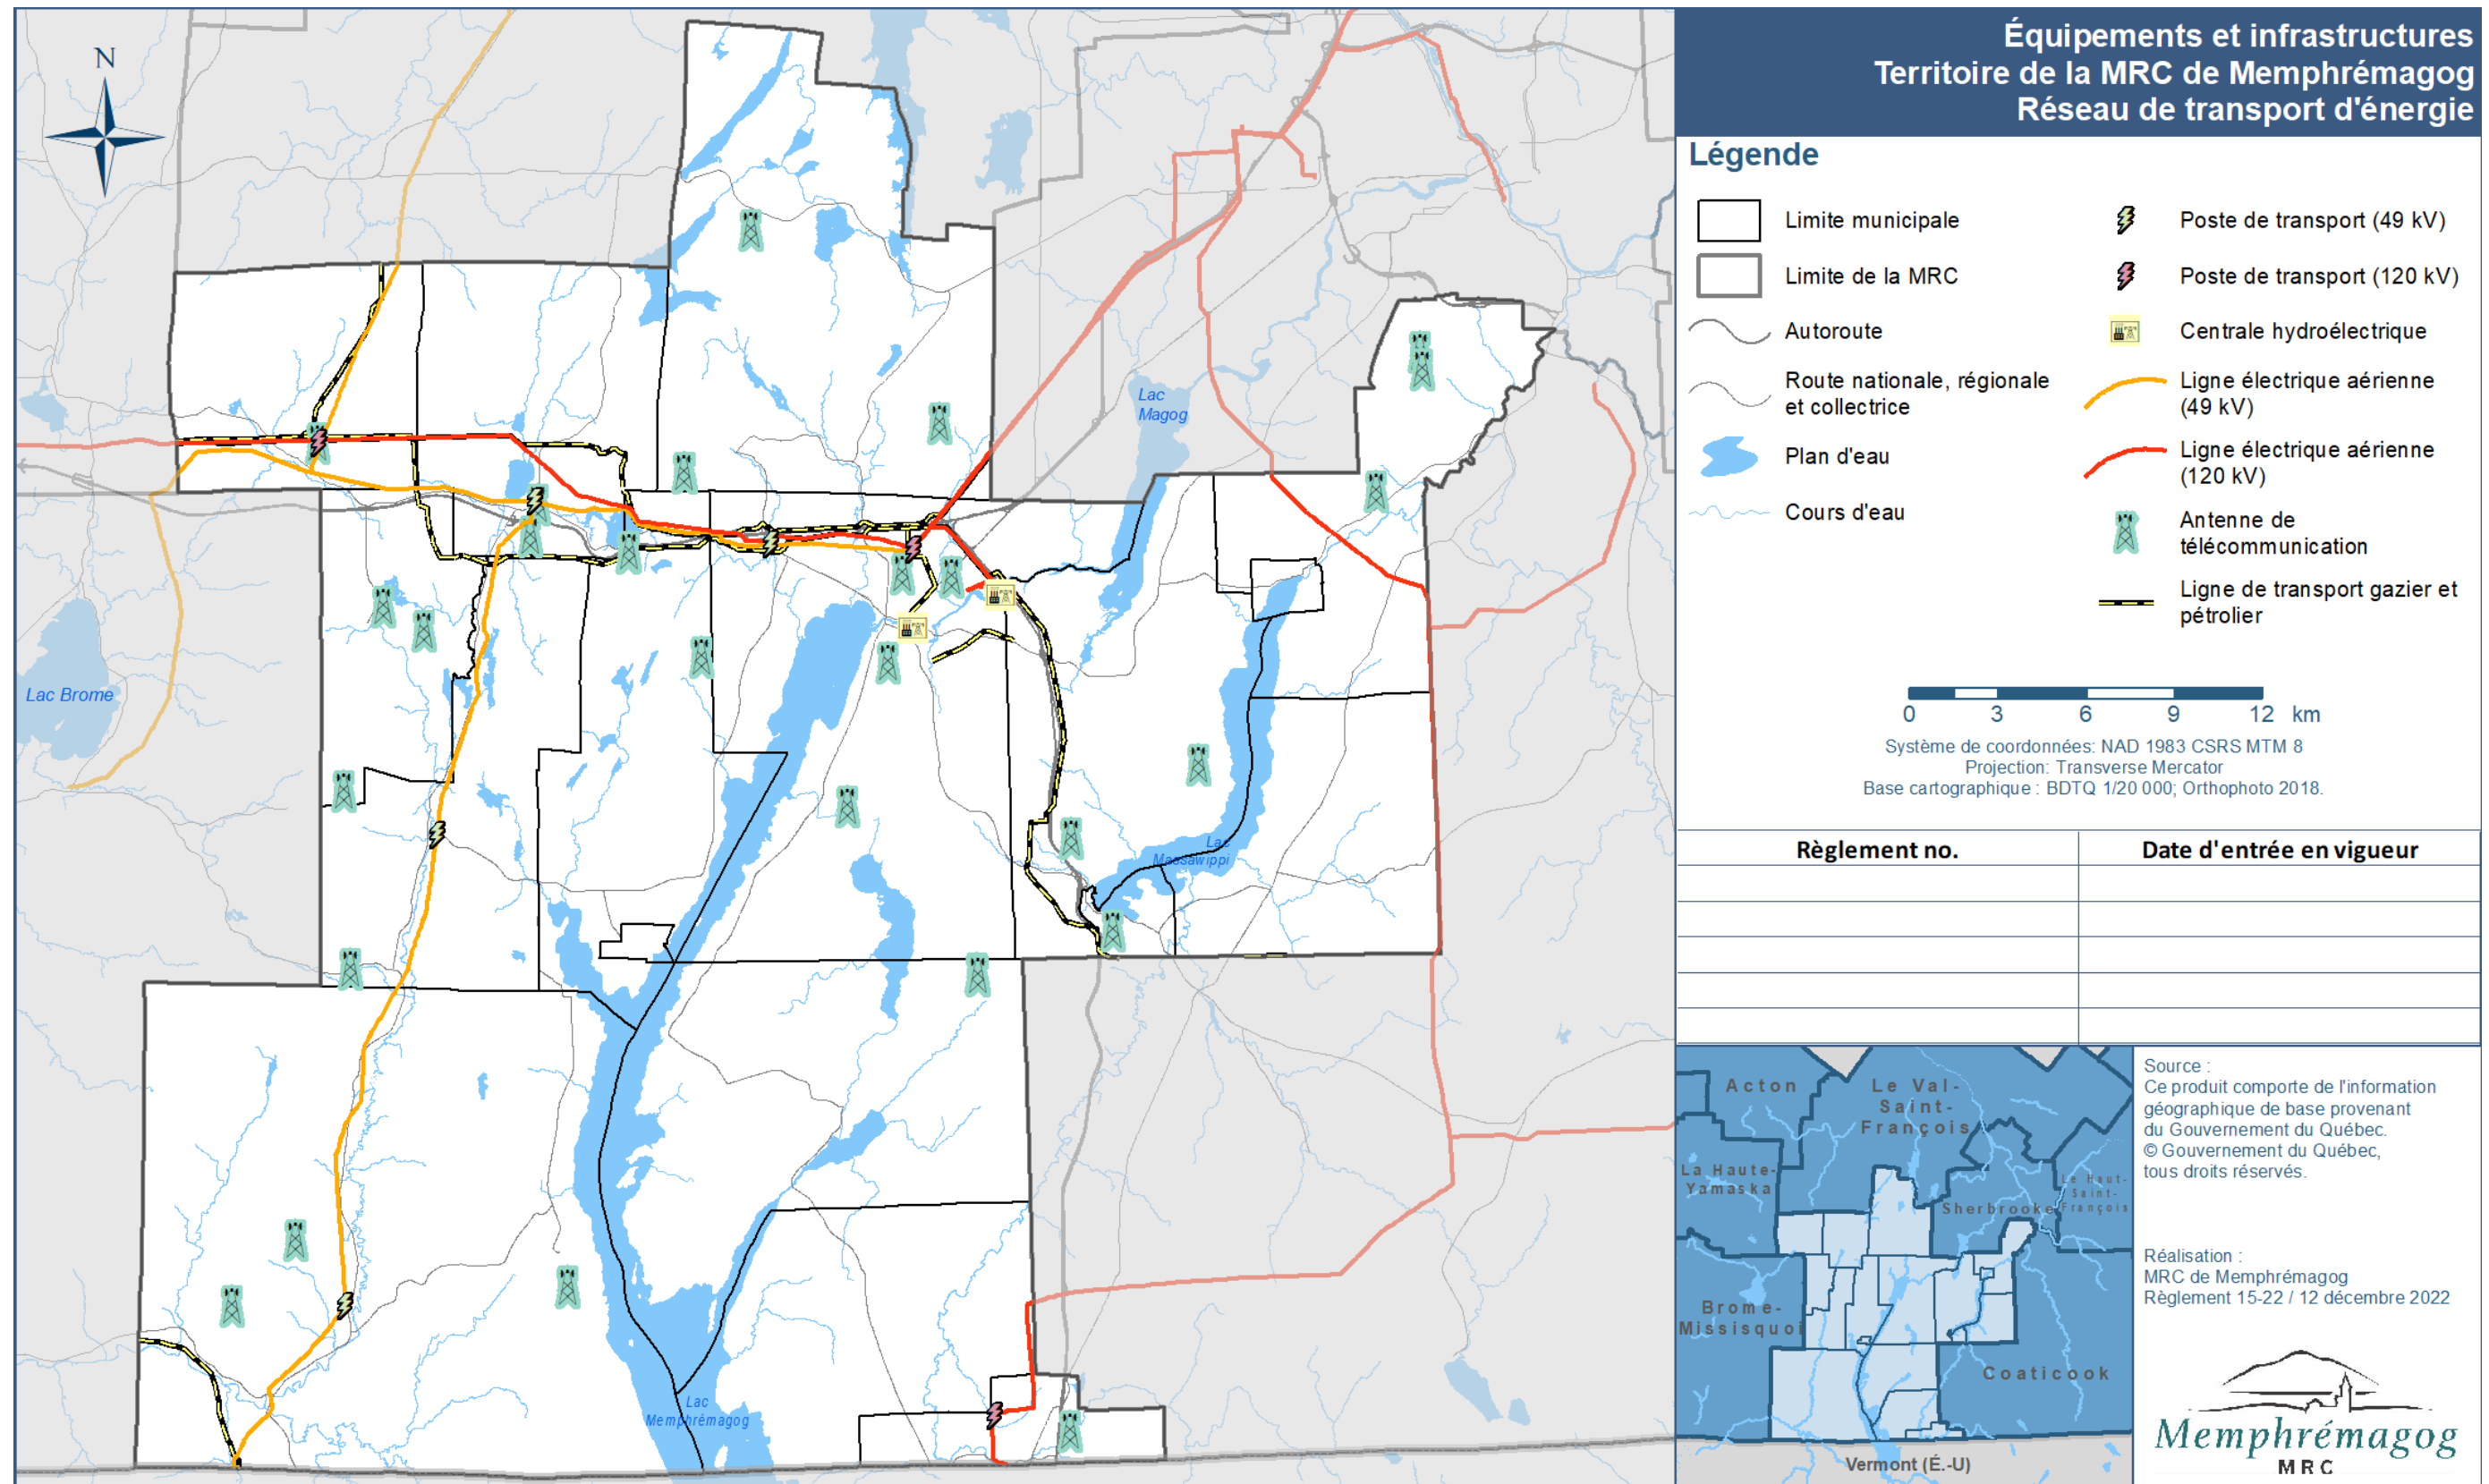 Équipements et infrastructures
Territoire de la MRC de Memphrémagog
Réseau de transport d'énergie
N
Lac
Magog
Lac Brome
Lac
Massawippi
Lac
Memphrémagog
Légende
Limite municipale
Limite de la MRC
Autoroute
Route nationale, régionale
et collectrice
Plan d'eau
Cours d'eau
Poste de transport (49 kV)
Poste de transport (120 kV)
Centrale hydroélectrique
Ligne électrique aérienne
(49 kV)
Ligne électrique aérienne
(120 kV)
Antenne de
télécommunication
Ligne de transport gazier et
pétrolier
0 3 6 9 12 km
Système de coordonnées: NAD 1983 CSRS MTM 8
Projection: Transverse Mercator
Base cartographique : BDTQ 1/20 000; Orthophoto 2018.
Règlement no. Date d'entrée en vigueur
Acton
Le Val-
Saint-
François
La Haute-
Yamaska
Le Haut-
Saint-
François
Sherbrooke
Brome-
Missisquoi
Coaticook
Vermont (É.-U)
Source :
Ce produit comporte de l'information
géographique de base provenant
du Gouvernement du Québec.
© Gouvernement du Québec,
tous droits réservés.
Réalisation :
MRC de Memphrémagog
Règlement 15-22 / 12 décembre 2022
Memphrémagog
MRC